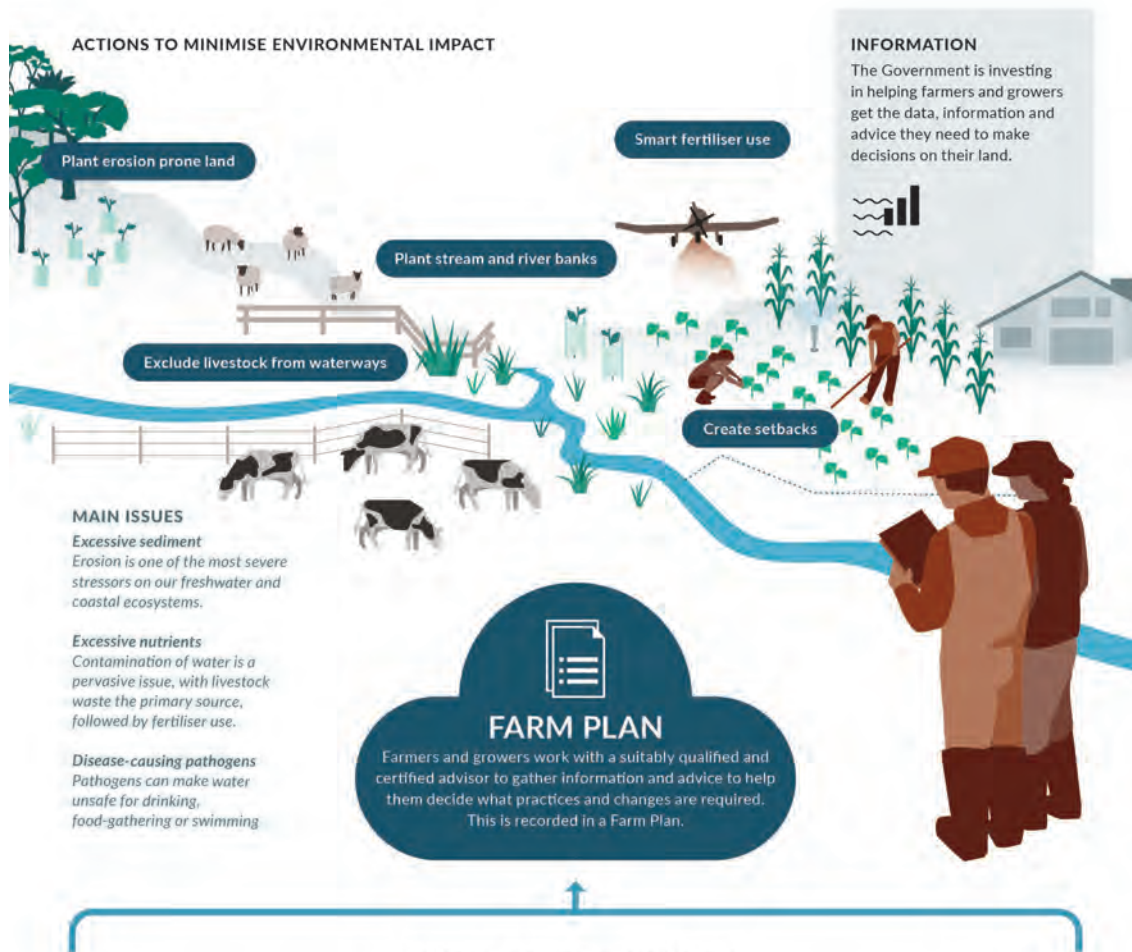 ACTIONS TO MINIMISE ENVIRONMENTAL IMPACT
INFORMATION
The Government is investing
in helping farmers and growers
get the data, information and
advice they need to make
decisions on their land.
Smart fertiliser use
Plant erosion prone land
Plant stream and river banks
Exclude livestock from waterways
Create setbacks
MAIN ISSUES
Excessive sediment
Erosion is one of the most severe
stressors on our freshwater and
coastal ecosystems.
Excessive nutrients
Contamination of water is a
pervasive issue, with livestock
waste the primary source,
followed by fertiliser use.
Disease-causing pathogens
Pathogens can make water
unsafe for drinking,
food-gathering or swimming
FARM PLAN
Farmers and growers work with a suitably qualified and
certified advisor to gather information and advice to help
them decide what practices and changes are required.
This is recorded in a Farm Plan.